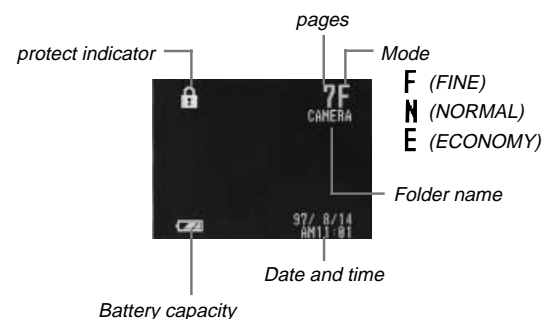 pages
protect indicator
Mode
7F
CAMERA
F (FINE)
N (NORMAL)
E (ECONOMY)
Folder name
97/ 8/14
AM11:01
Date and time
Battery capacity